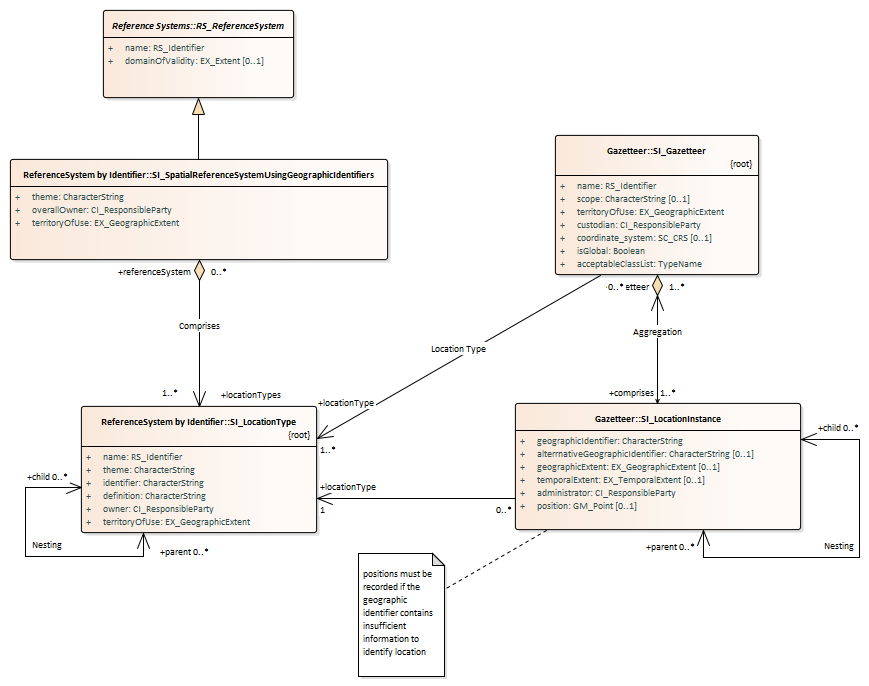 Reference Systems::RS_ReferenceSystem
+ name: RS_Identifier
+ domainOfValidity: EX_Extent [0..1]
ReferenceSystem by Identifier::SI_SpatialReferenceSystemUsingGeographicIdentifiers
+ theme: CharacterString
+ overallOwner: CI_ResponsibleParty
+ territoryOfUse: EX_GeographicExtent
Gazetteer::SI_Gazetteer
{root}
+ name: RS_Identifier
+ scope: CharacterString [0..1]
+ territoryOfUse: EX_GeographicExtent
+ custodian: CI_ResponsibleParty
+ coordinate_system: SC_CRS [0..1]
+ isGlobal: Boolean
+ acceptableClassList: TypeName
+referenceSystem 0..*
0..* etteer 1..*
Comprises
Aggregation
Location Type
1..* +locationTypes
+comprises 1..*
+locationType
ReferenceSystem by Identifier::SI_LocationType
{root}
+ name: RS_Identifier
+ theme: CharacterString
+ identifier: CharacterString
+ definition: CharacterString
+ owner: CI_ResponsibleParty
+ territoryOfUse: EX_GeographicExtent
1..*
Gazetteer::SI_LocationInstance
+ geographicIdentifier: CharacterString
+ alterrnativeGeographicIdentifier: CharacterString [0..1]
+ geographicExtent: EX_GeographicExtent [0..1]
+ temporalExtent: EX_TemporalExtent [0..1]
+ administrator: CI_ResponsibleParty
+ position: GM_Point [0..1]
+child 0..*
+child 0..*
+locationType
1
0..*
Nesting
+parent 0..*
+parent 0..*
Nesting
positions must be
recorded if the
geographic
identifier contains
insufficient
information to
identify location